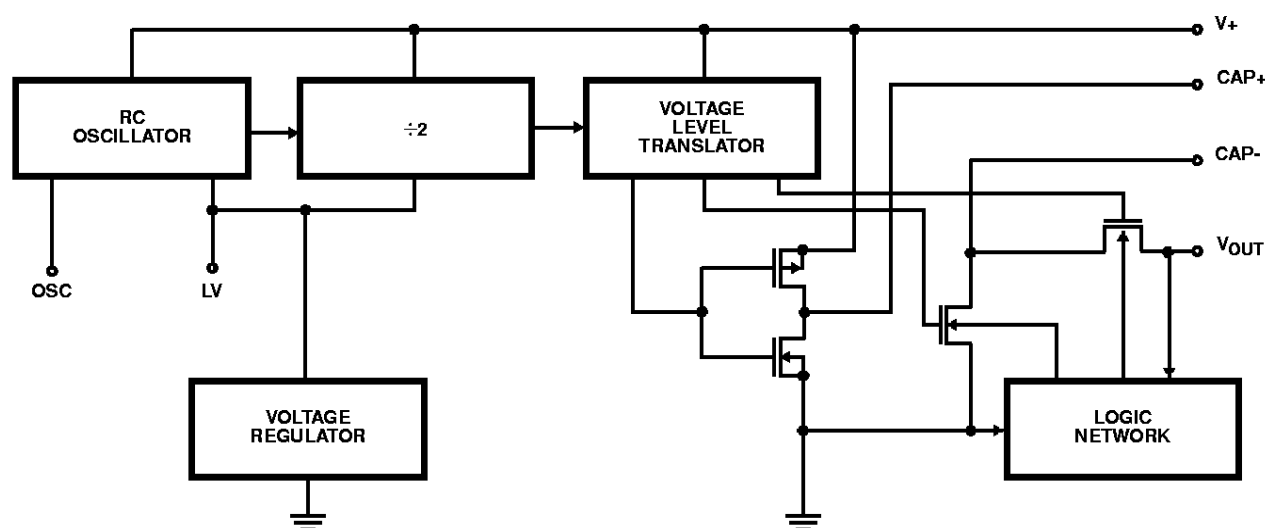 V+
CAP+
RC
OSCILLATOR
÷2
VOLTAGE
LEVEL
TRANSLATOR
CAP-
VOUT
OSC
LV
VOLTAGE
REGULATOR
LOGIC
NETWORK